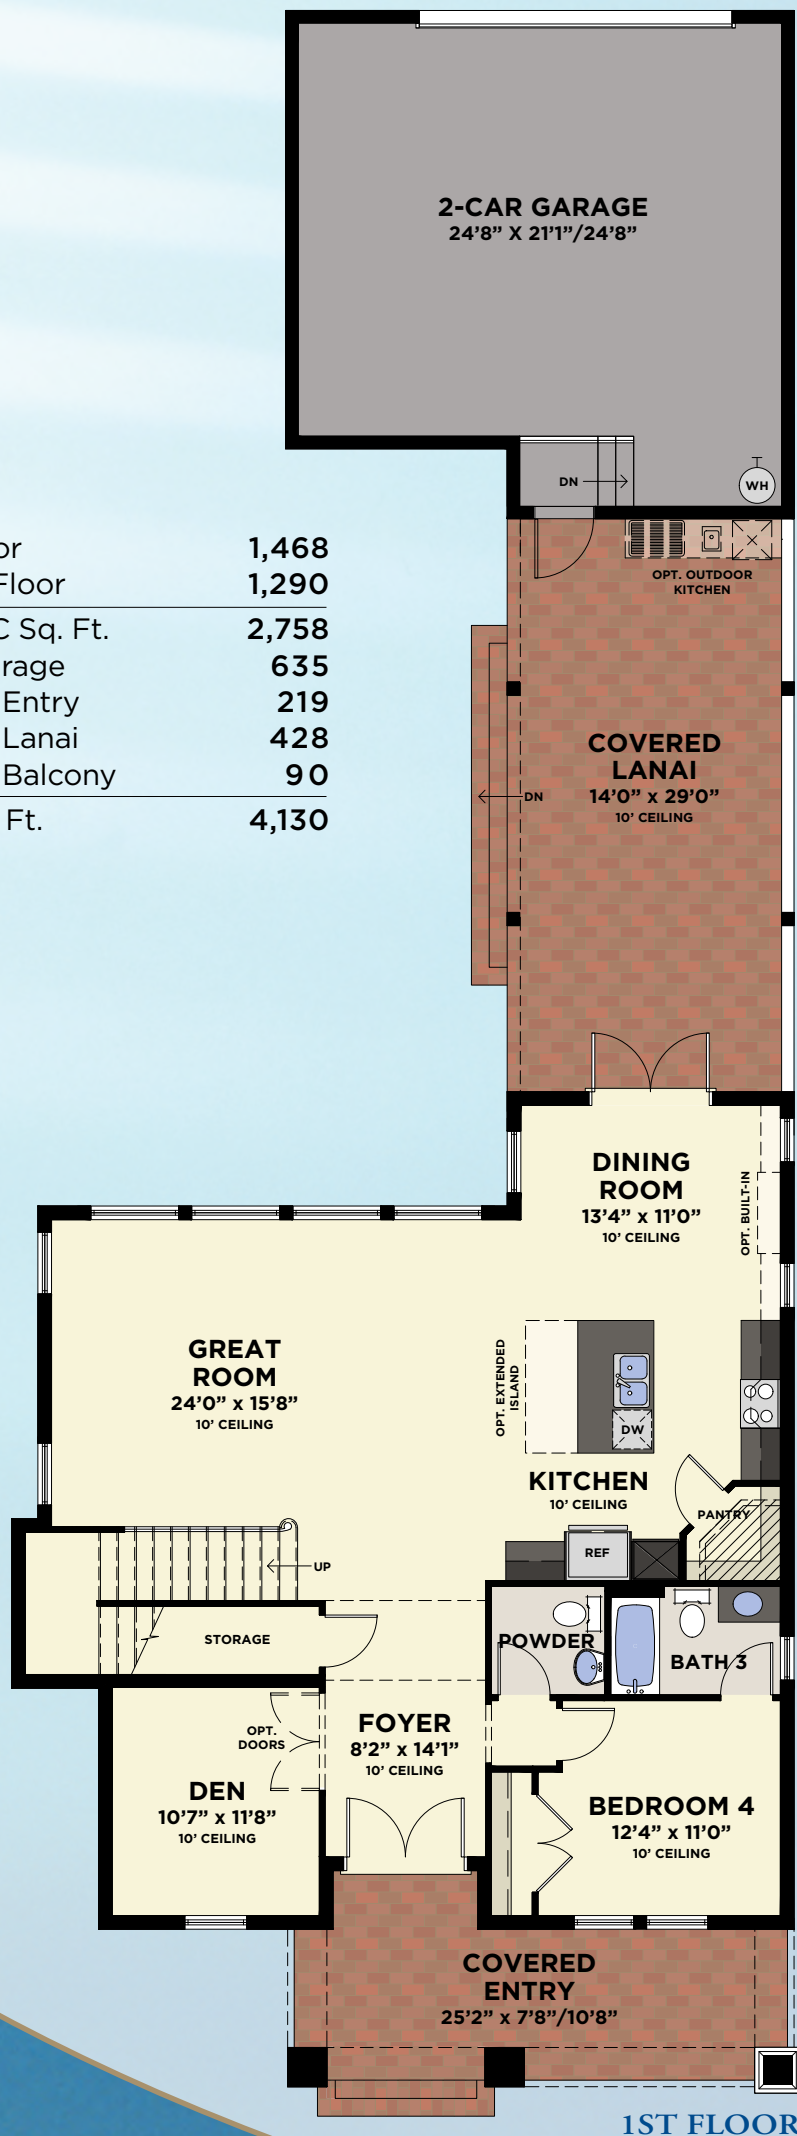 2-CAR GARAGE
24'8" X 21'1"/24'8"
DN
WH
OPT. OUTDOOR
KITCHEN
or 1,468
Floor 1,290
C Sq. Ft. 2,758
rage 635
Entry 219
Lanai 428
Balcony 90
Ft. 4,130
COVERED
LANAI
14'0" x 29'0"
10' CEILING
DN
DINING
ROOM
13'4" x 11'0"
10' CEILING
OPT. BUILT-IN
GREAT
ROOM
24'0" x 15'8"
10' CEILING
OPT. EXTENDED
ISLAND
DW
KITCHEN
10' CEILING
PANTRY
REF
UP
STORAGE
POWDER
BATH 3
FOYER
8'2" x 14'1"
10' CEILING
OPT.
DOORS
DEN
10'7" x 11'8"
10' CEILING
BEDROOM 4
12'4" x 11'0"
10' CEILING
COVERED
ENTRY
25'2" x 7'8"/10'8"
1ST FLOOR